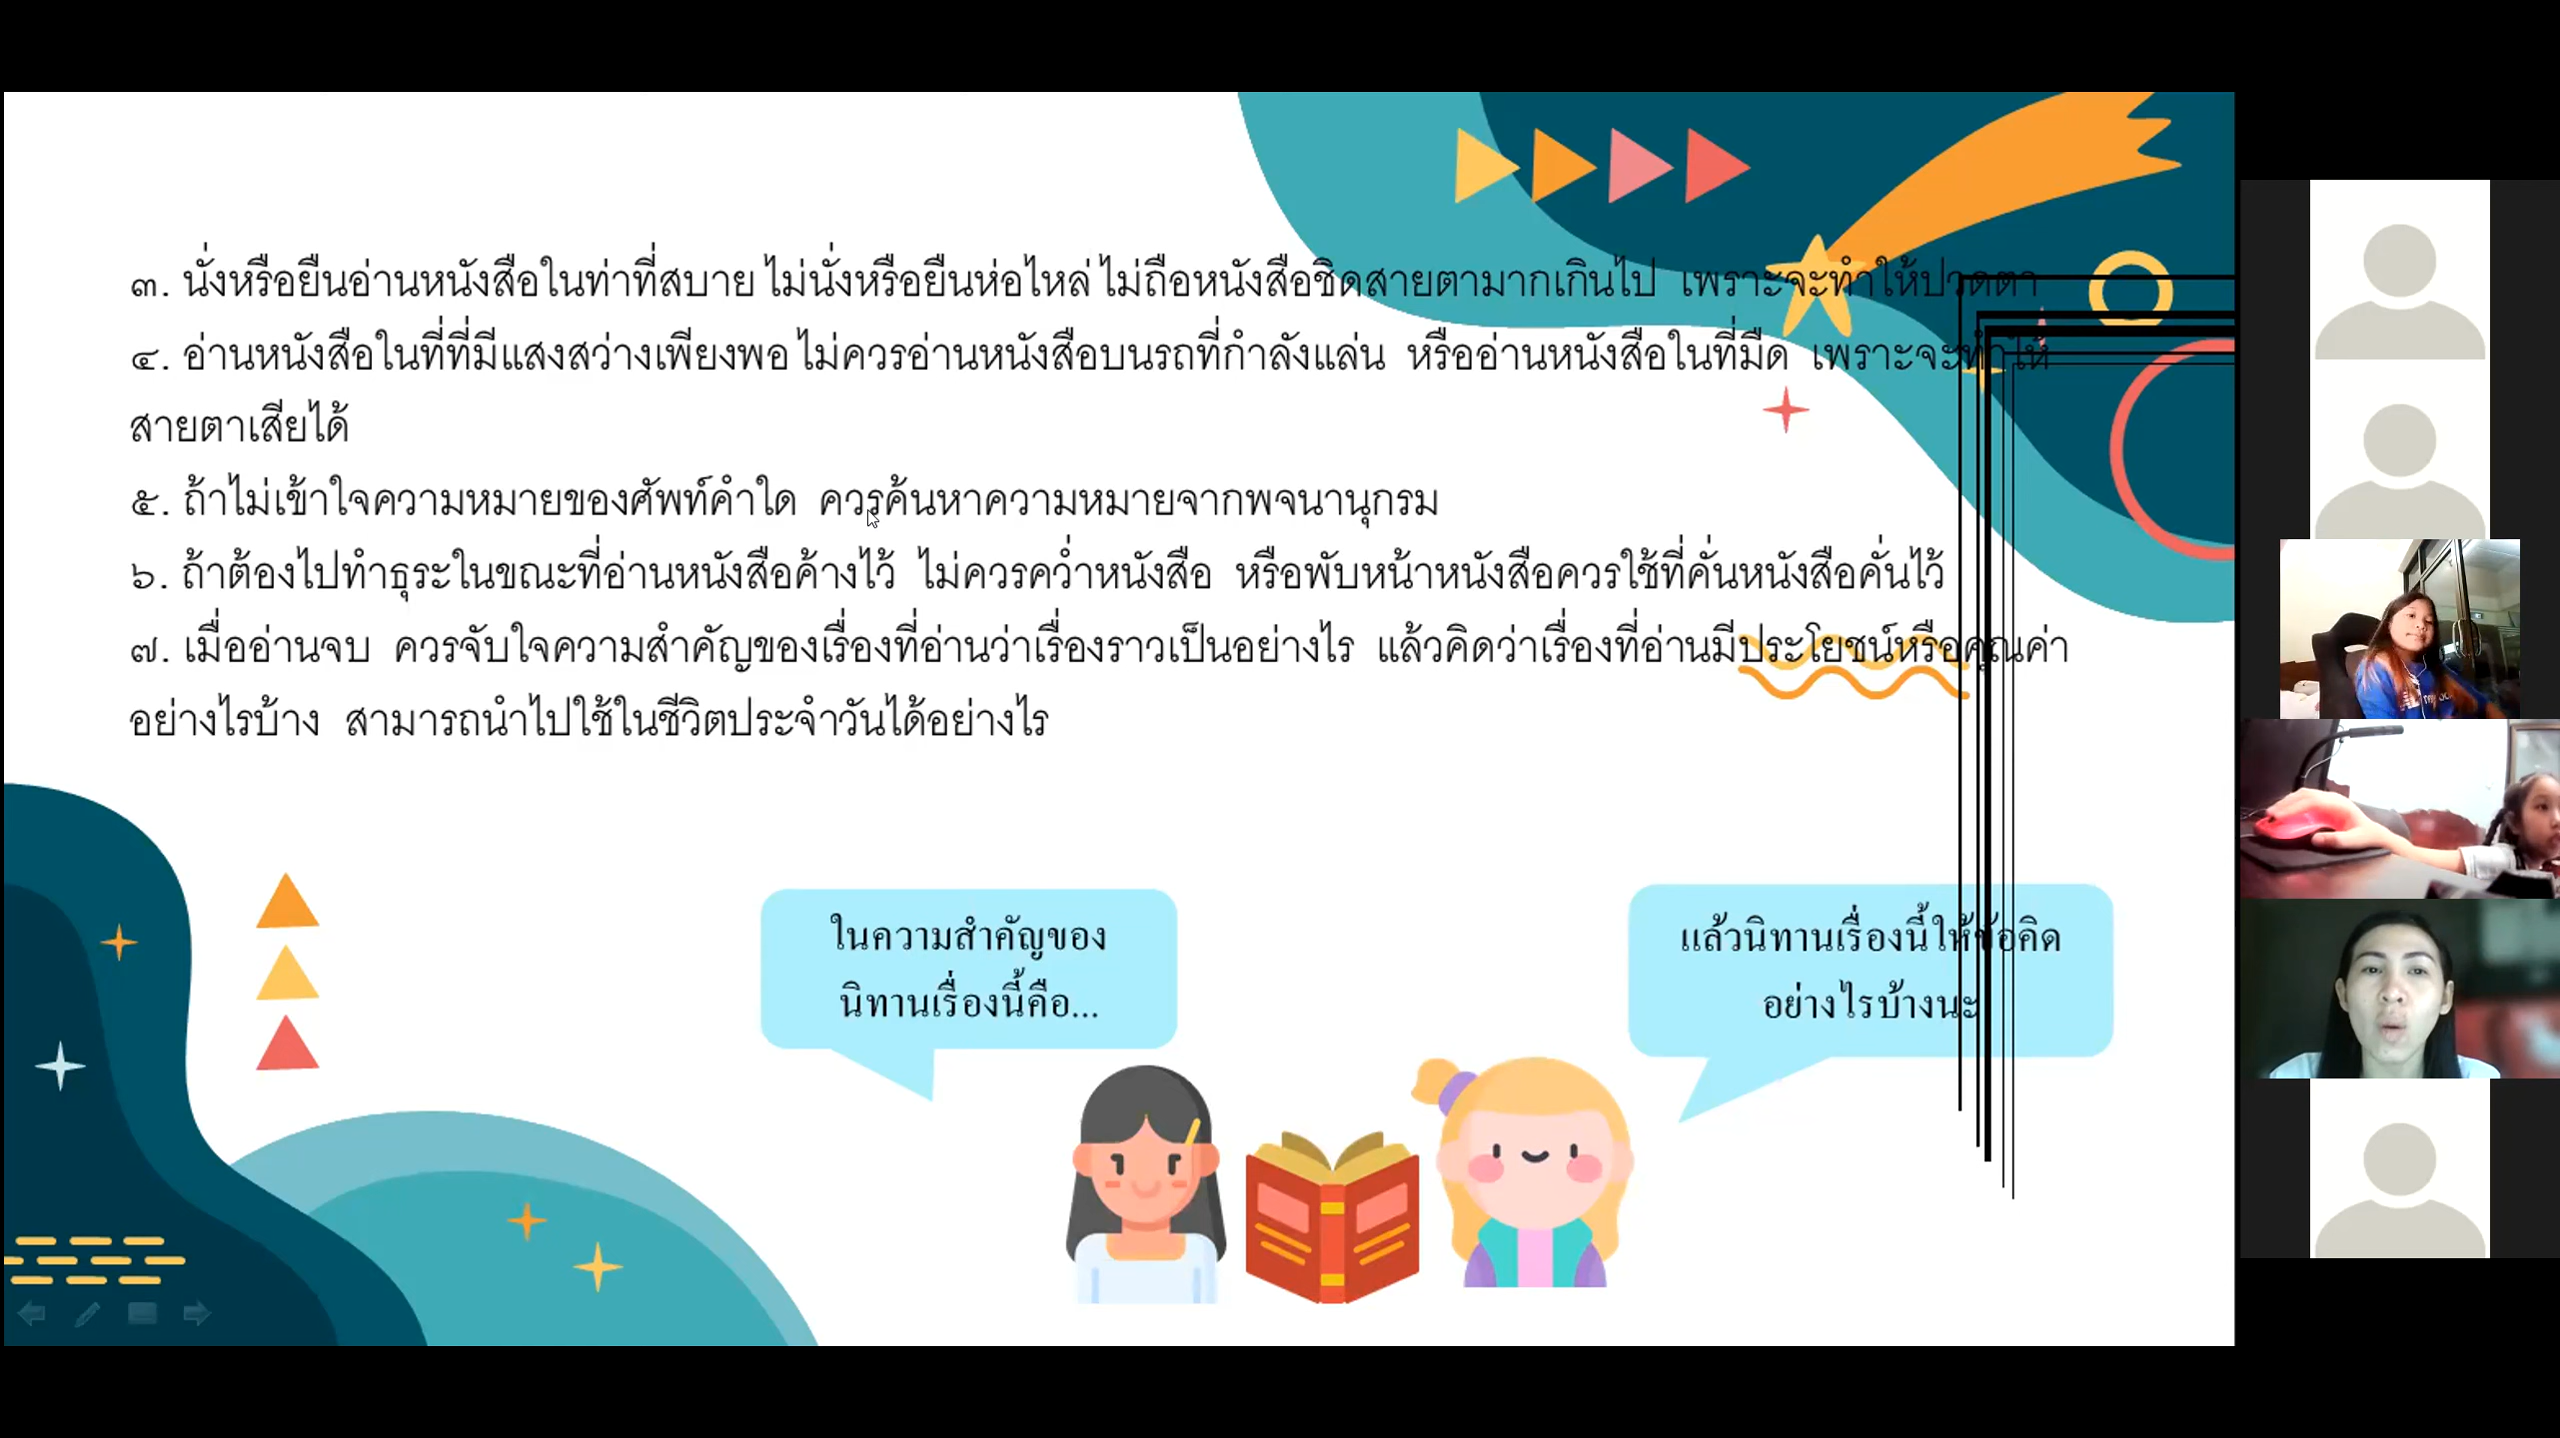 ๓. นั่งหรือยืนอ่านหนังสือในท่าที่สบาย ไม่นั่งหรือยืนห่อไหล่ ไม่ถือหนังสือชิดสายตามากเกินไป เพราะจะทำให้ปวดตา
๔. อ่านหนังสือในที่ที่มีแสงสว่างเพียงพอ ไม่ควรอ่านหนังสือบนรถที่กำลังแล่น หรืออ่านหนังสือในที่มืด เพราะจะทำให้
สายตาเสียได้
๕. ถ้าไม่เข้าใจความหมายของศัพท์คำใด ควรค้นหาความหมายจากพจนานุกรม
๖. ถ้าต้องไปทำธุระในขณะที่อ่านหนังสือค้างไว้ ไม่ควรคว่ำหนังสือ หรือพับหน้าหนังสือควรใช้ที่คั่นหนังสือคั่นไว้
๗. เมื่ออ่านจบ ควรจับใจความสำคัญของเรื่องที่อ่านว่าเรื่องราวเป็นอย่างไร แล้วคิดว่าเรื่องที่อ่านมีประโยชน์หรือคุณค่า
อย่างไรบ้าง สามารถนำไปใช้ในชีวิตประจำวันได้อย่างไร
ในความสำคัญของ
นิทานเรื่องนี้คือ...
แล้วนิทานเรื่องนี้ให้ข้อคิด
อย่างไรบ้างนะ